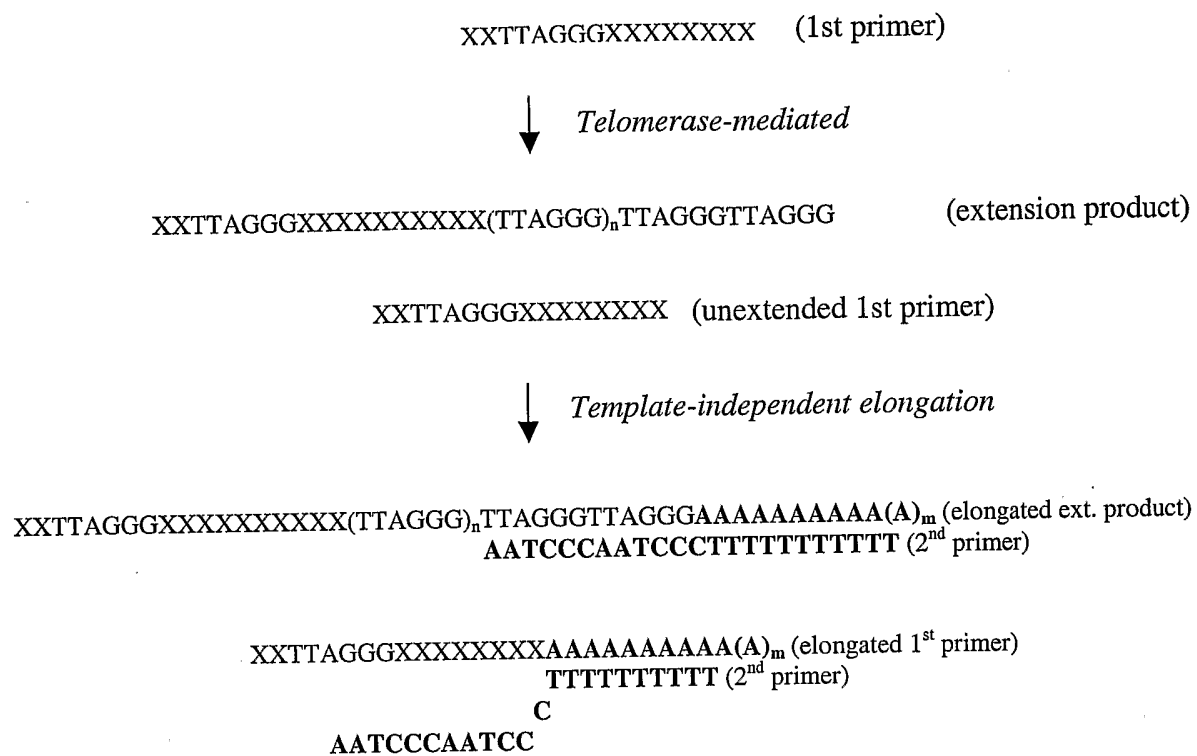 XXTTAGGGXXXXXXXX (1st primer)
Telomerase-mediated
XXTTAGGGXXXXXXXXXX(TTAGGG)nTTAGGGTTAGGG (extension product)
XXTTAGGGXXXXXXXX (unextended 1st primer)
Template-independent elongation
XXTTAGGGXXXXXXXXXX(TTAGGG)nTTAGGGTTAGGGAAAAAAAAAA(A)m (elongated ext. product)
AATCCCAATCCCTTTTTTTTTTT (2nd primer)
XXTTAGGGXXXXXXXXAAAAAAAAAA(A)m (elongated 1st primer)
TTTTTTTTTT (2nd primer)
C
AATCCCAATCC